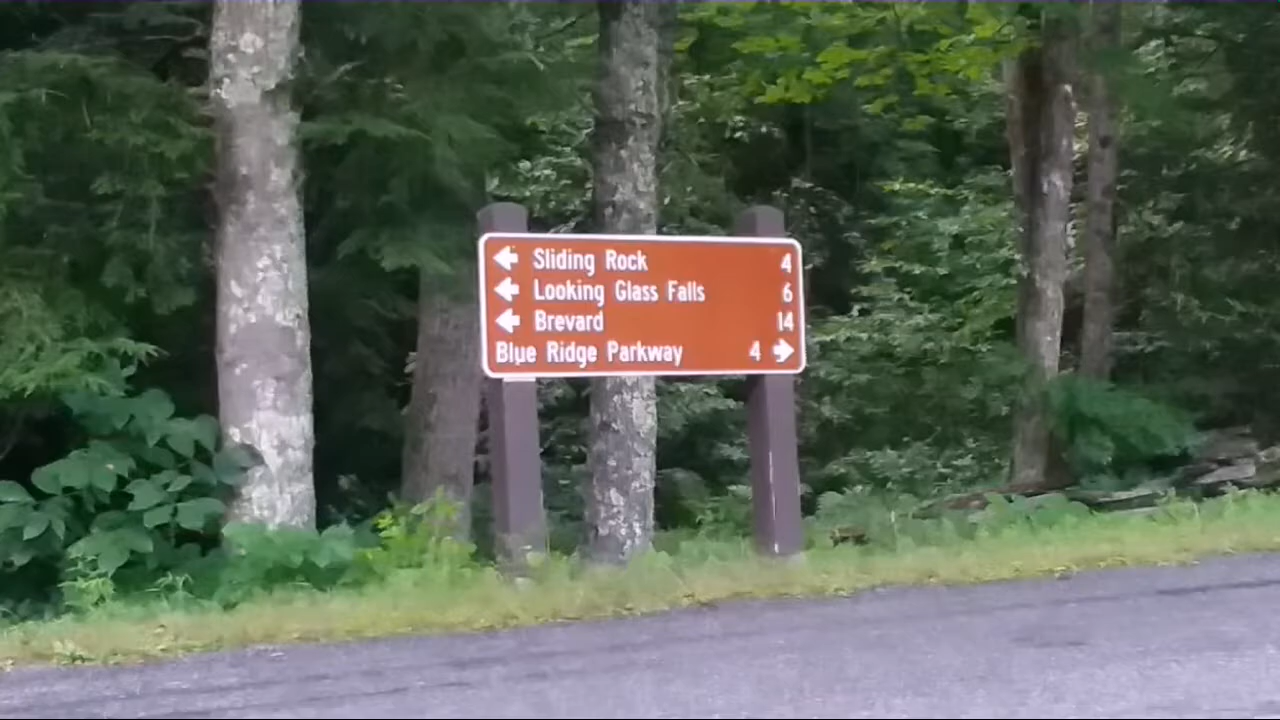 ← Sliding Rock 4
← Looking Glass Falls 6
← Brevard 14
Blue Ridge Parkway 4 →